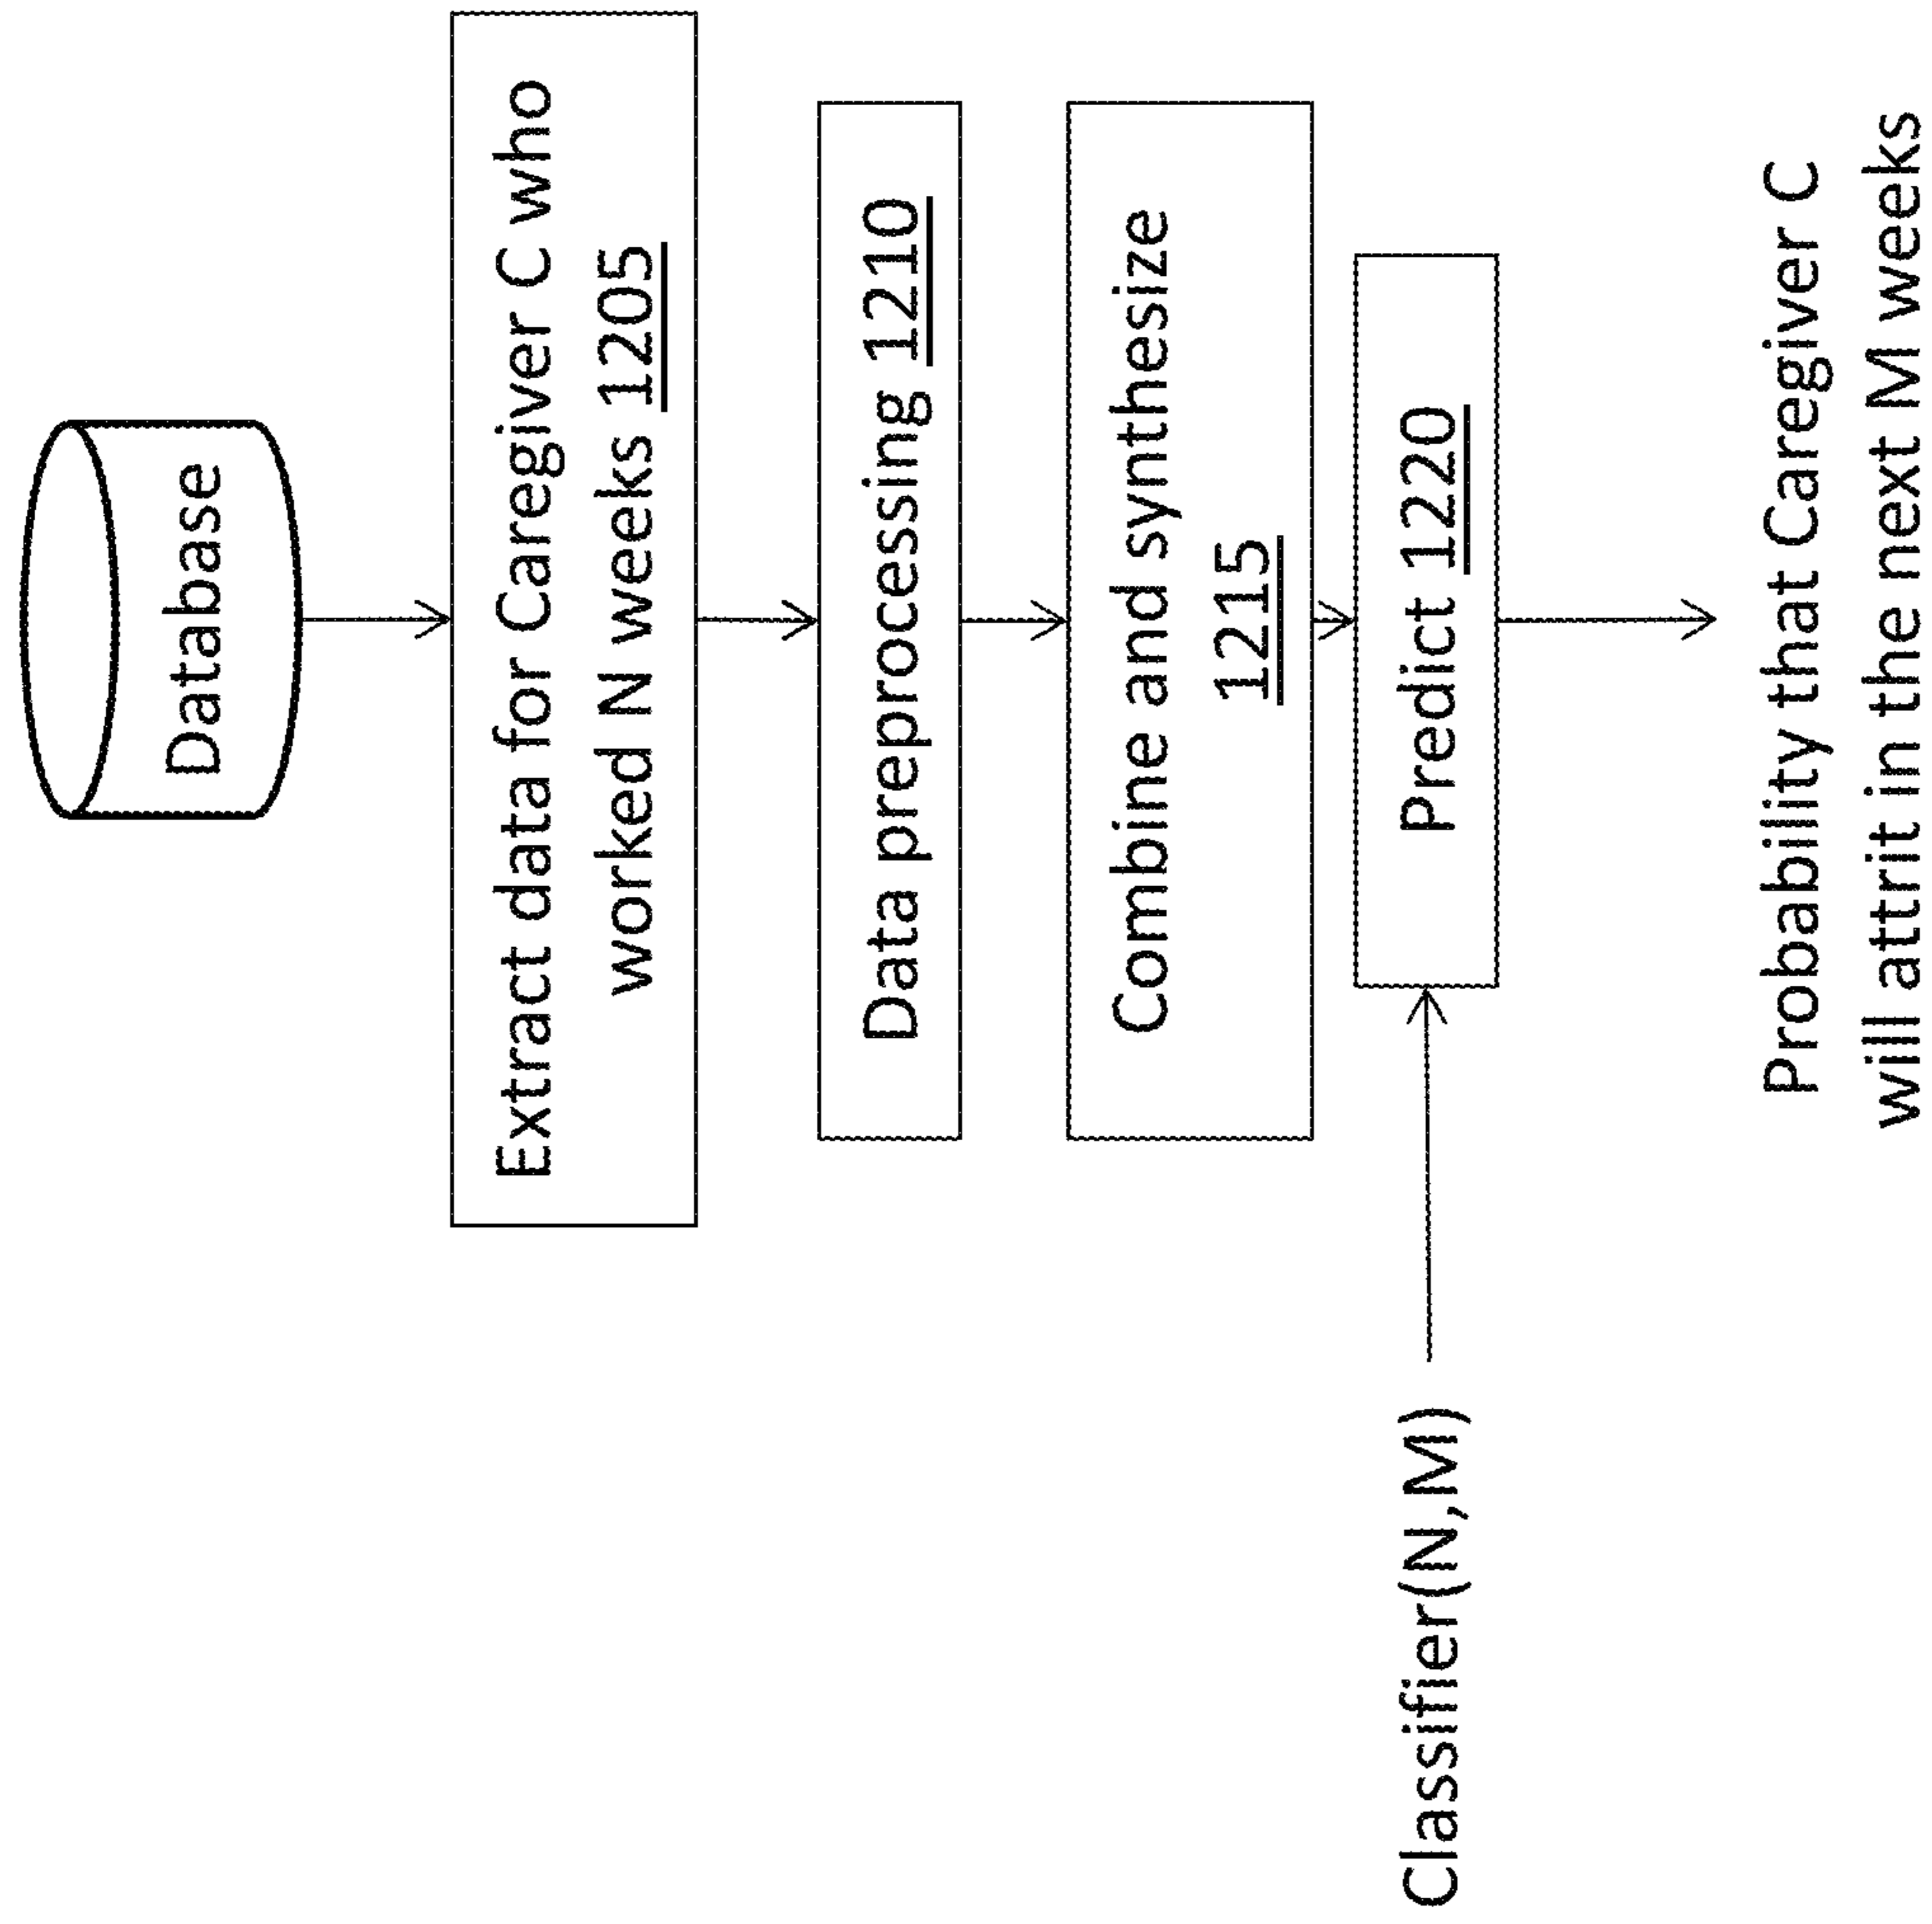 Database
Extract data for Caregiver C who
worked N weeks 1205
Data preprocessing 1210
Combine and synthesize
1215
Classifier(N,M)
Predict 1220
Probability that Caregiver C
will attrit in the next M weeks